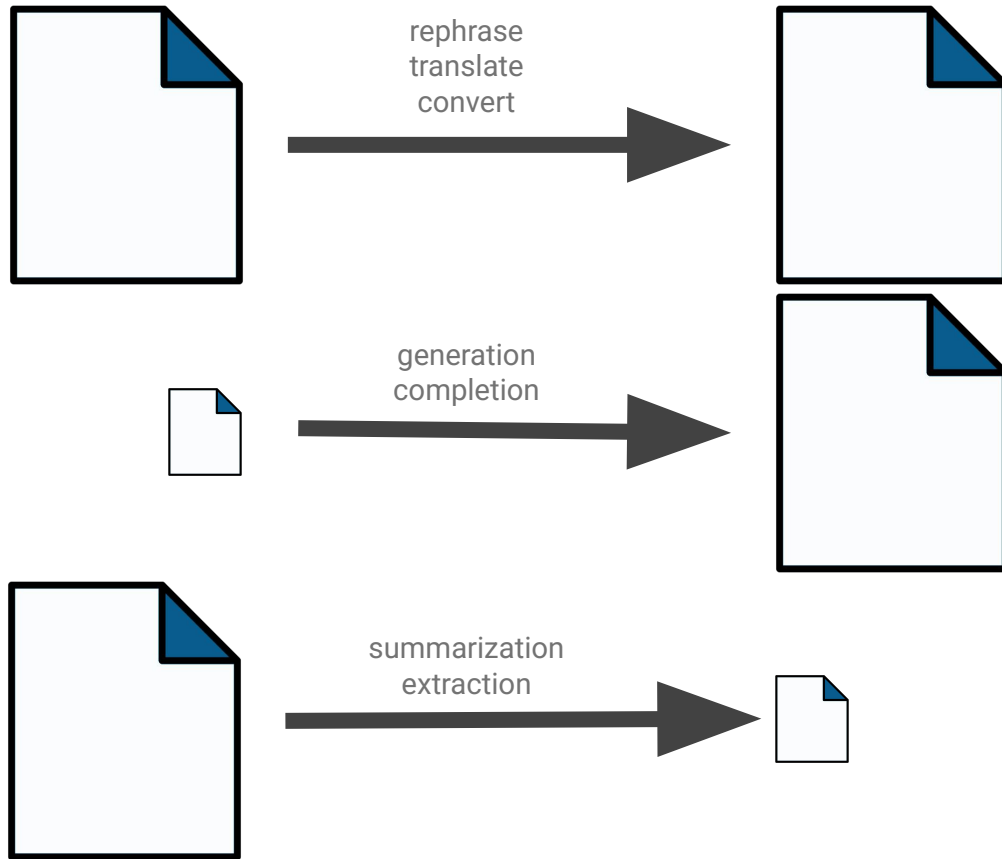 rephrase
translate
convert
generation
completion
summarization
extraction